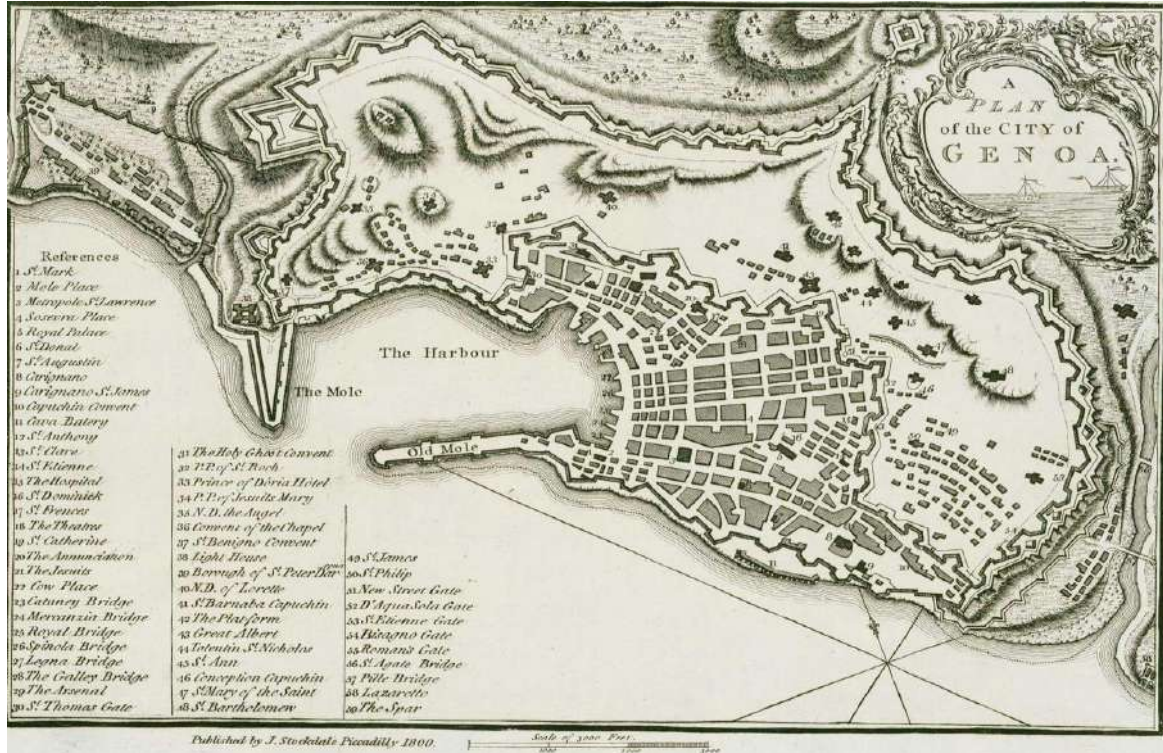 A
PLAN
of the CITY of
GENOA.
References
1 St. Mark
2 Mole Place
3 Metropole St. Lawrence
4 Sosevra Place
5 Royal Palace
6 St. Donal
7 St. Augustin
8 Carignano
9 Carignano St. James
10 Capuchin Convent
11 Cava Batery
12 St. Anthony
13 St. Clare
14 St. Etienne
15 The Hospital
16 St. Dominick
17 St. Frences
18 The Theatres
19 St. Catherine
20 The Annunciation
21 The Jesuits
22 Cow Place
23 Cataney Bridge
24 Mercanzia Bridge
25 Royal Bridge
26 Spinola Bridge
27 Legna Bridge
28 The Galley Bridge
29 The Arsenal
30 St. Thomas Gate
31 The Holy Ghost Convent
32 P.P. of St. Roch
33 Prince of Doria Hotel
34 P.P. of Jesuits Mary
35 N.D. the Augel
36 Convent of the Chapel
37 St. Benigno Convent
38 Light House
39 Borough of St. Peter
40 N.D. of Lorette
41 St. Barnaba Capuchin
42 The Platform
43 Great Albert
44 Totentin St. Nicholas
45 St. Ann
46 Conception Capuchin
47 St. Mary of the Saint
48 St. Bartholomew
49 St. James
50 St. Philip
51 New Street Gate
52 D'Aqua Sola Gate
53 St. Etienne Gate
54 Bisagno Gate
55 Roman's Gate
56 St. Agate Bridge
57 Pille Bridge
58 Lazaretto
59 The Spar
The Harbour
The Mole
Old Mole
Published by J. Stockdale Piccadilly 1800.
Scale of 3000 Feet.
1000 2000 3000